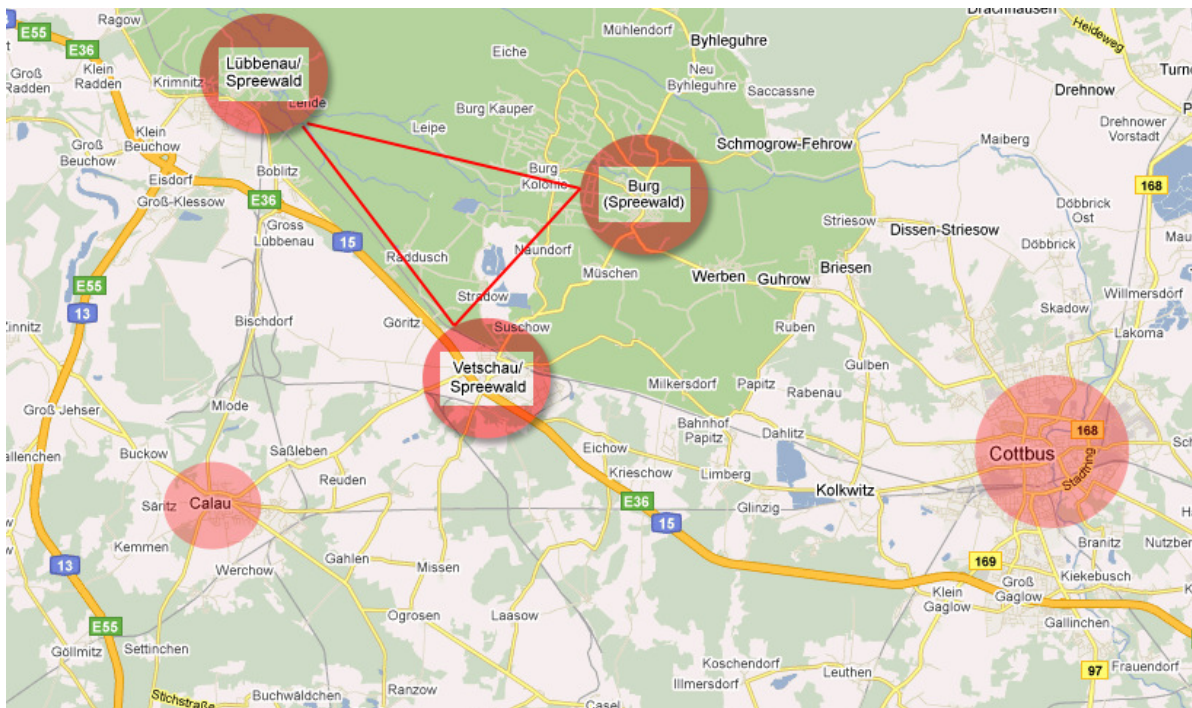 Ragow
E55
E36
Groß
Radden
Klein
Radden
Krimnitz
Lübbenau/
Spreewald
Lehde
Eiche
Mühlendorf
Byhleguhre
Neu
Byhleguhre
Saccassne
Drachhausen
Heideweg
Drehnow
Drehnower
Vorstadt
Burg Kauper
Leipe
Schmogrow-Fehrow
Maiberg
Klein
Beuchow
Groß
Beuchow
Eisdorf
Groß-Klessow
Boblitz
E36
Burg
Kolonie
Burg
(Spreewald)
168
Döbbrick
Ost
Striesow
Dissen-Striesow
Döbbrick
Gross
Lübbenau
15
Raddusch
Naundorf
Müschen
Werben
Guhrow
Briesen
E55
13
Stradow
Skadow
Willmersdorf
Lakoma
Zinnitz
Bischdorf
Göritz
Suschow
Ruben
Gulben
Vetschau/
Spreewald
Milkersdorf
Papitz
Rabenau
Groß Jehser
Mlode
Bahnhof
Papitz
Dahlitz
168
Buckow
Saßleben
Eichow
Krieschow
Limberg
Cottbus
Stadtring
Reuden
Kolkwitz
Säritz
Calau
E36
15
Glinzig
Kemmen
Werchow
Gahlen
Missen
Branitz
13
169
Klein
Gaglow
Groß
Gaglow
Kiekebusch
Gallinchen
E55
Ogrosen
Laasow
Göllmitz
Settinchen
Koschendorf
Illmersdorf
Leuthen
97
Frauendorf
Stichstraße
Buchwäldchen
Ranzow
Casel